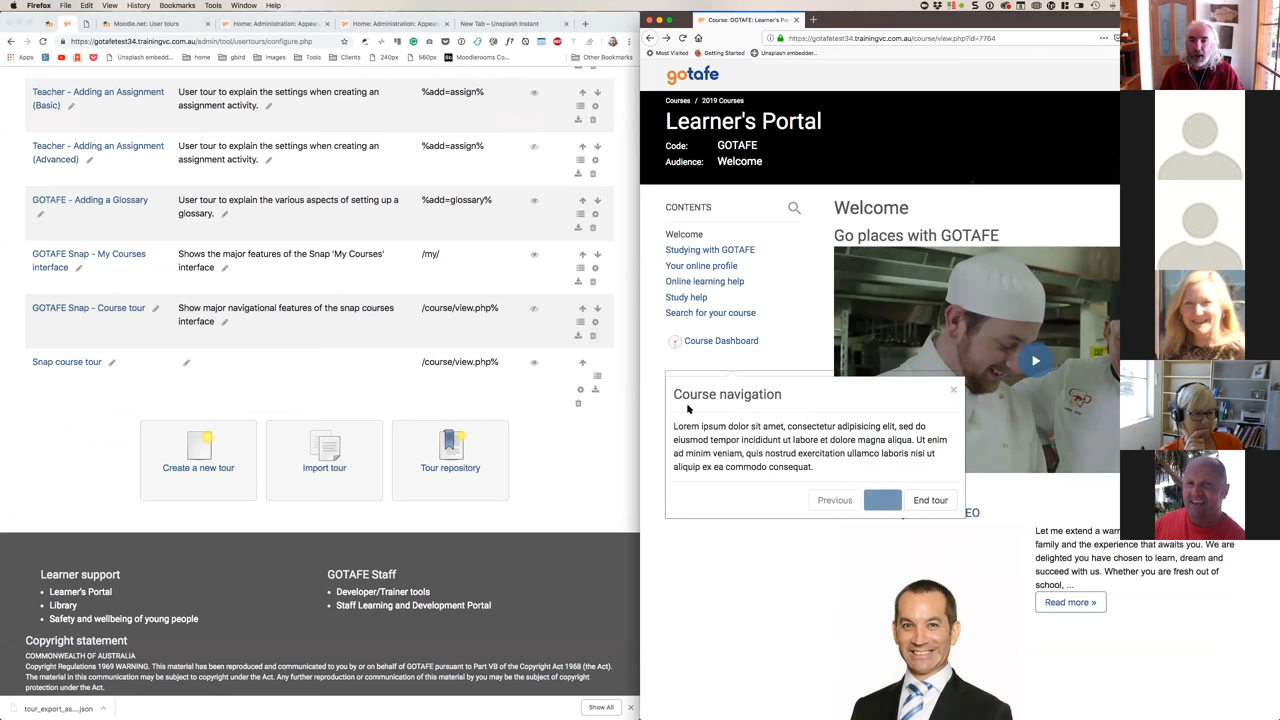 Firefox File Edit View History Bookmarks Tools Window Help
Moodle.net: User tours
Home: Administration: Appear
Home: Administration: Appear
New Tab – Unsplash Instant
https://gotafetest34.trainingvc.com.au/admin/tool/usertours/configure.php
Apps
Unsplash embedd...
home
gbird
Images
Tools
Clients
240px
560px
Moodlerooms Co...
Other Bookmarks
Teacher - Adding an Assignment
(Basic)
User tour to explain the settings when creating an
assignment activity.
%add=assign%
Teacher - Adding an Assignment
(Advanced)
User tour to explain the settings when creating an
assignment activity.
%add=assign%
GOTAFE - Adding a Glossary
User tour to explain the various aspects of setting up a
glossary.
%add=glossary%
GOTAFE Snap - My Courses
interface
Shows the major features of the Snap 'My Courses'
interface
/my/
GOTAFE Snap - Course tour
Show major navigational features of the snap courses
interface
/course/view.php%
Snap course tour
/course/view.php%
Create a new tour
Import tour
Tour repository
Learner support
Learner's Portal
Library
Safety and wellbeing of young people
GOTAFE Staff
Developer/Trainer tools
Staff Learning and Development Portal
Copyright statement
COMMONWEALTH OF AUSTRALIA
Copyright Regulations 1969 WARNING. This material has been reproduced and communicated to you by or on behalf of GOTAFE pursuant to Part VB of the Copyright Act 1968 (the Act).
The material in this communication may be subject to copyright under the Act. Any further reproduction or communication of this material by you may be the subject of copyright
protection under the Act.
tour_export_as....json
Show All
Course: GOTAFE: Learner's Po
https://gotafetest34.trainingvc.com.au/course/view.php?id=7764
Most Visited
Getting Started
Unsplash embedder...
gotafe
Courses / 2019 Courses
Learner's Portal
Code: GOTAFE
Audience: Welcome
CONTENTS
Welcome
Studying with GOTAFE
Your online profile
Online learning help
Study help
Search for your course
Course Dashboard
Welcome
Go places with GOTAFE
Course navigation
Lorem ipsum dolor sit amet, consectetur adipisicing elit, sed do
eiusmod tempor incididunt ut labore et dolore magna aliqua. Ut enim
ad minim veniam, quis nostrud exercitation ullamco laboris nisi ut
aliquip ex ea commodo consequat.
Previous
End tour
EO
Let me extend a warm
family and the experience that awaits you. We are
delighted you have chosen to learn, dream and
succeed with us. Whether you are fresh out of
school, ...
Read more »